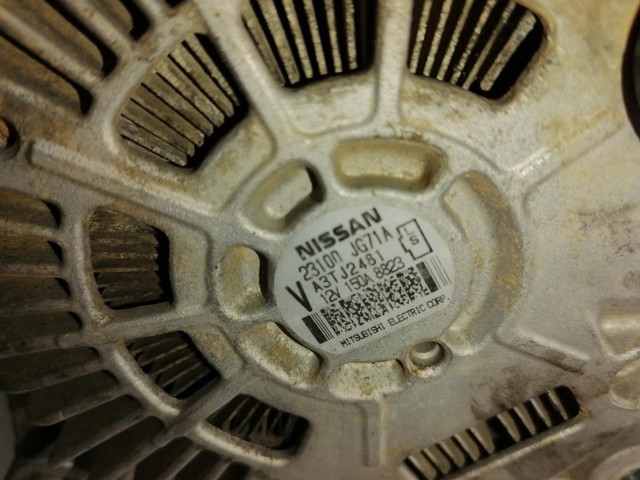 NISSAN
23100 JG71A
A3TJ2481
12V 150A 8823
V
L
S
MITSUBISHI ELECTRIC CORP.